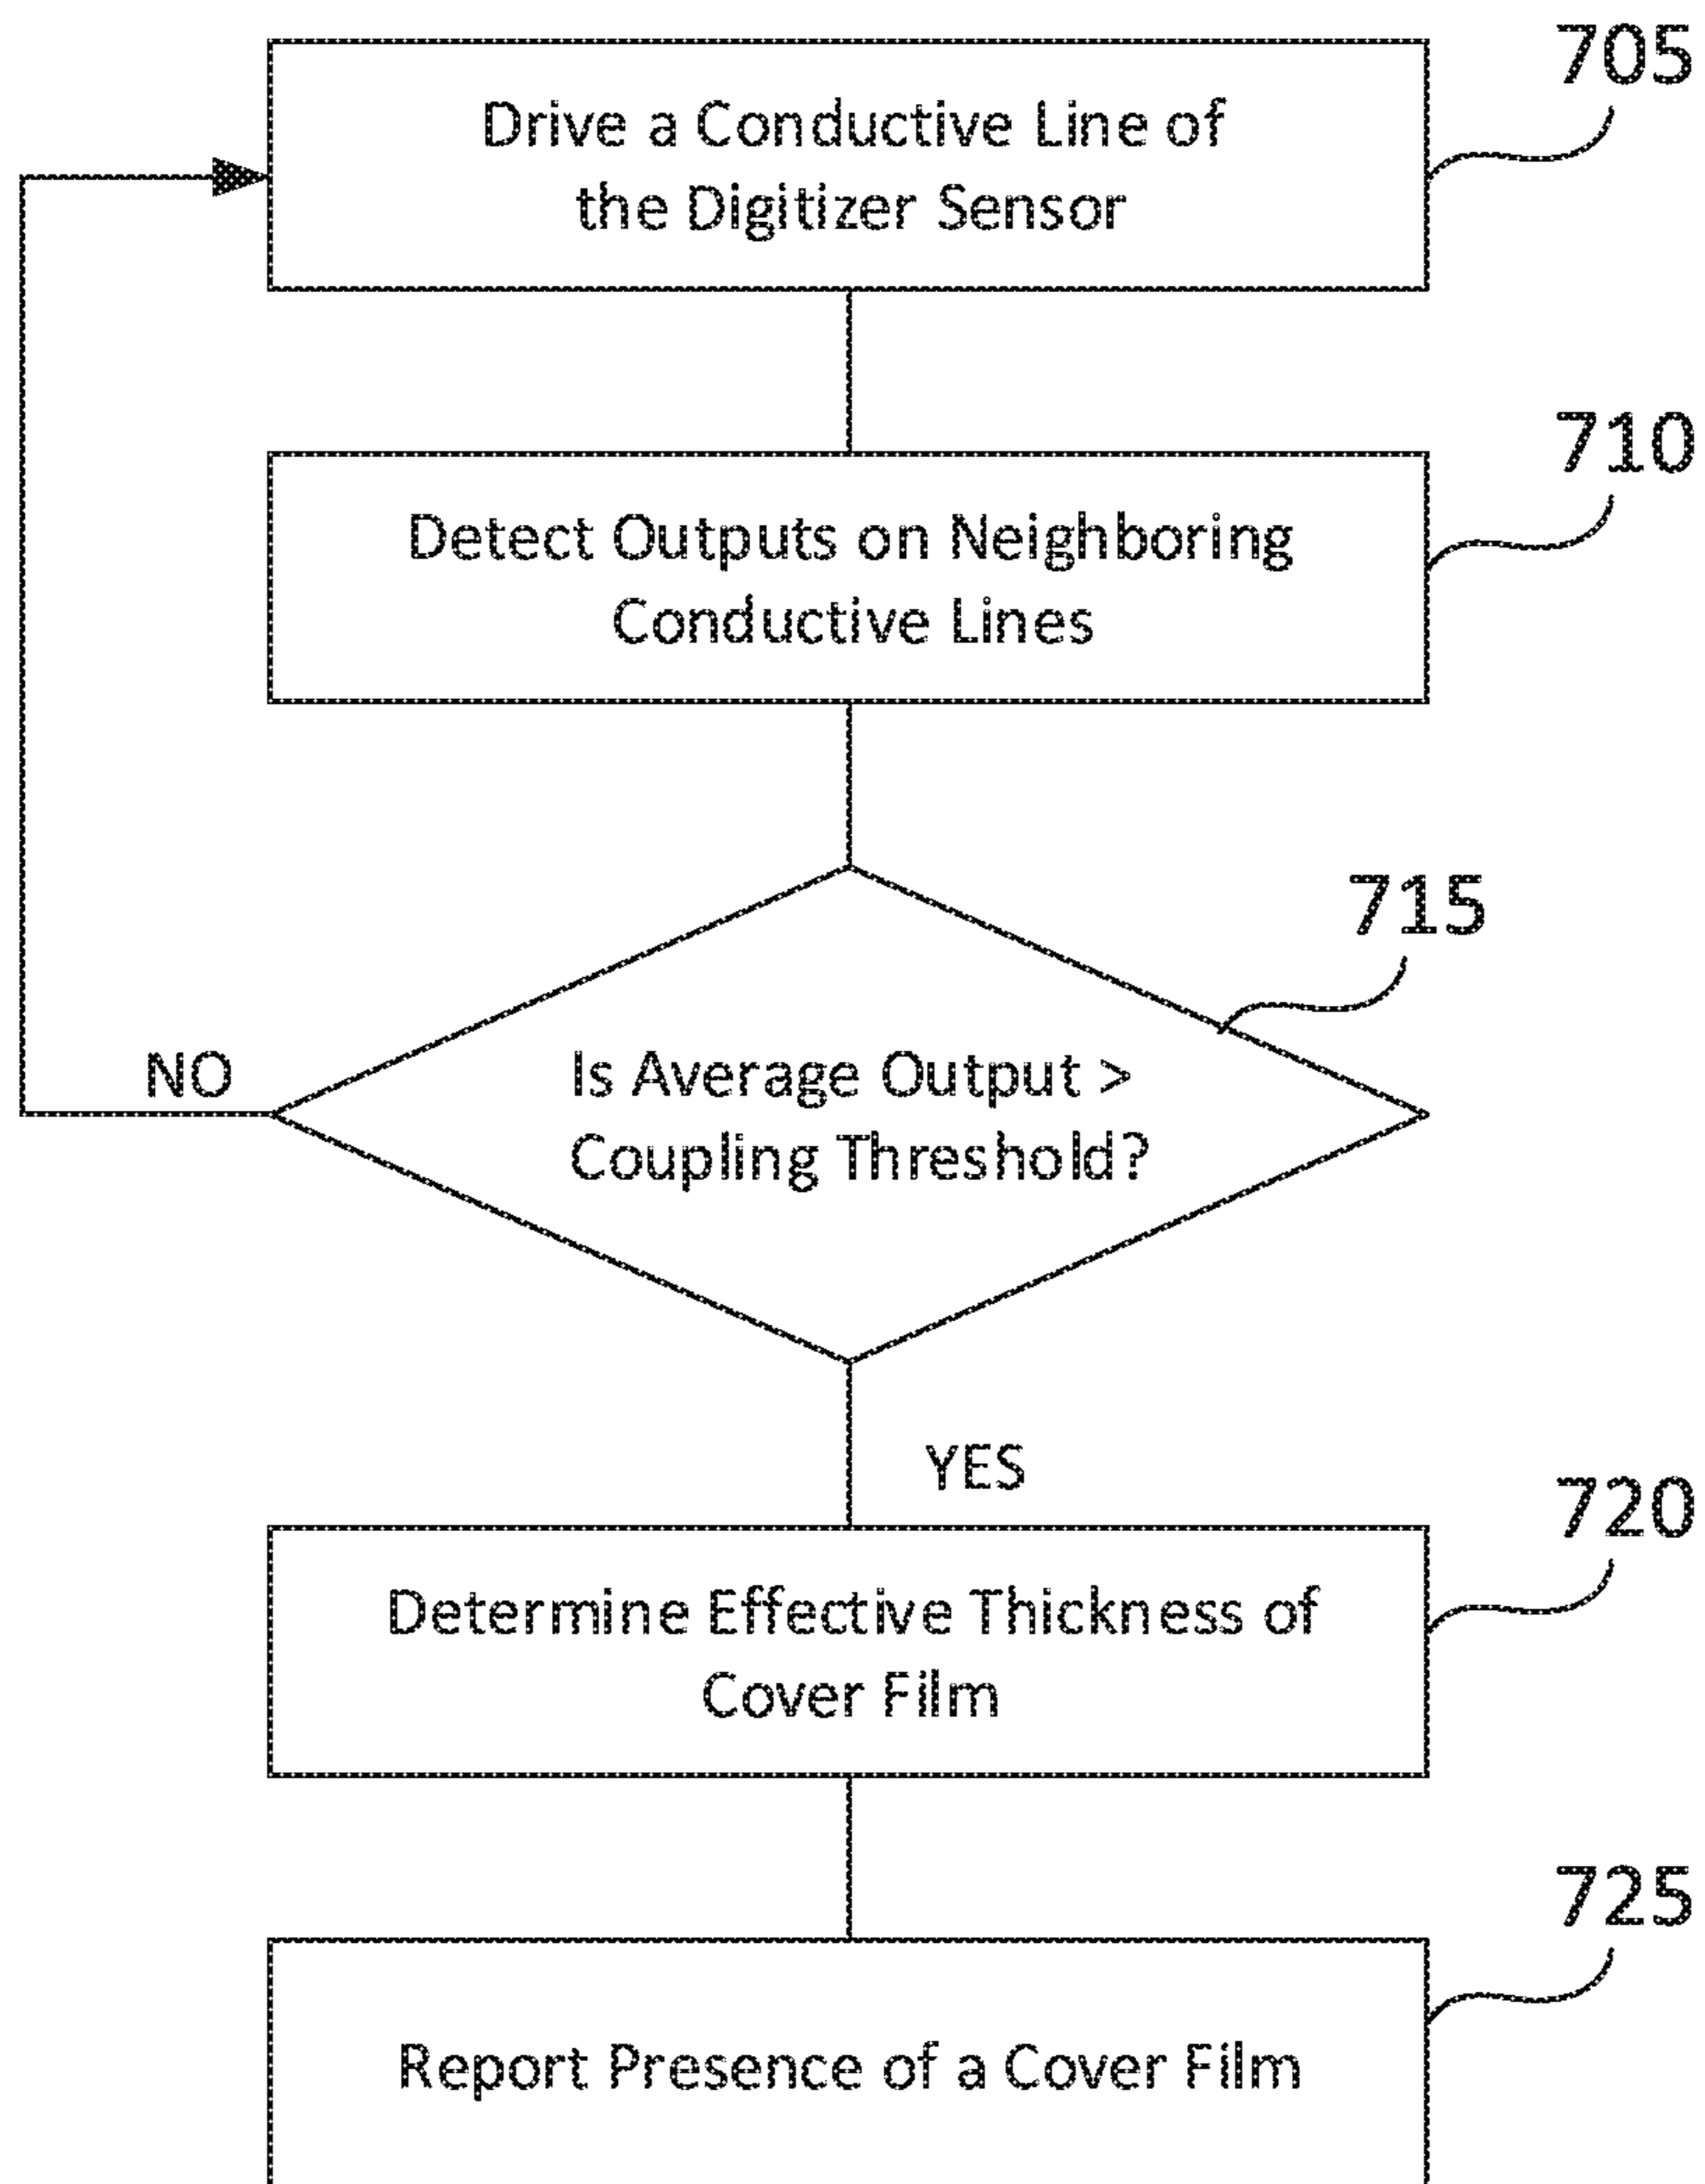 705
Drive a Conductive Line of
the Digitizer Sensor
710
Detect Outputs on Neighboring
Conductive Lines
715
NO
Is Average Output >
Coupling Threshold?
YES
720
Determine Effective Thickness of
Cover Film
725
Report Presence of a Cover Film